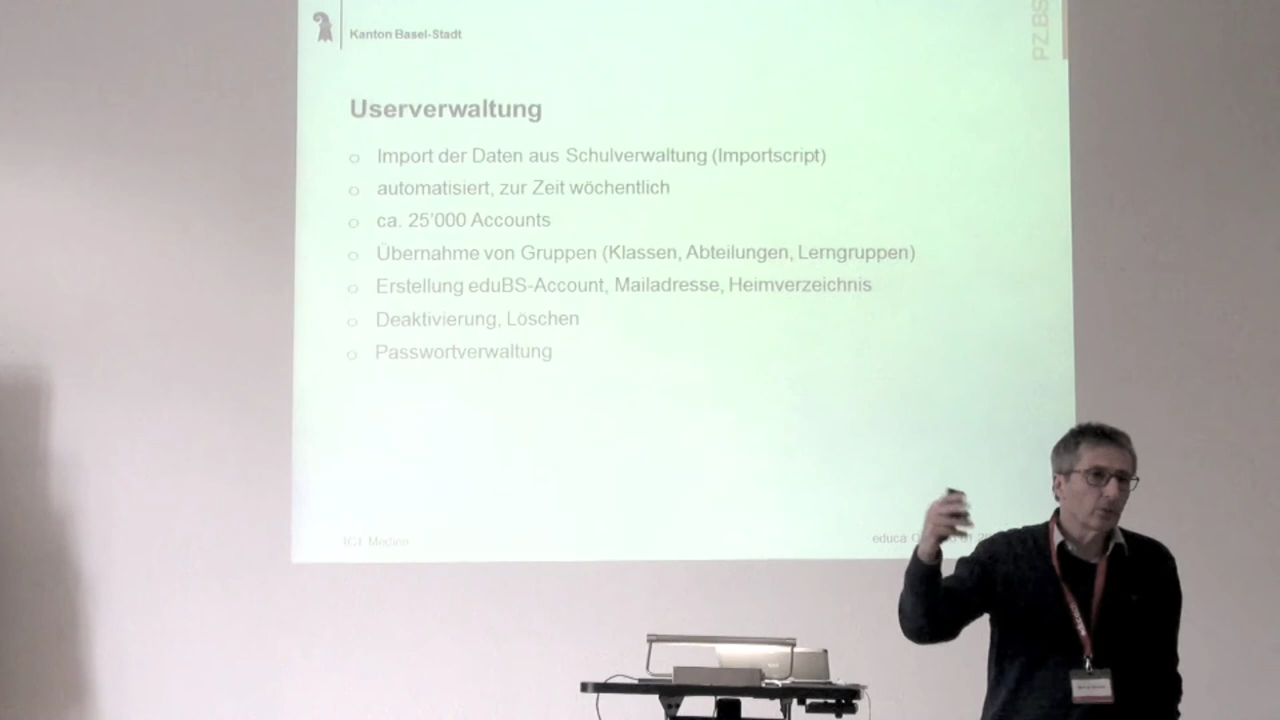 Kanton Basel-Stadt
PZ.BS
Userverwaltung
o Import der Daten aus Schulverwaltung (Importscript)
o automatisiert, zur Zeit wöchentlich
o ca. 25’000 Accounts
o Übernahme von Gruppen (Klassen, Abteilungen, Lerngruppen)
o Erstellung eduBS-Account, Mailadresse, Heimverzeichnis
o Deaktivierung, Löschen
o Passwortverwaltung
ICT Medien
educa